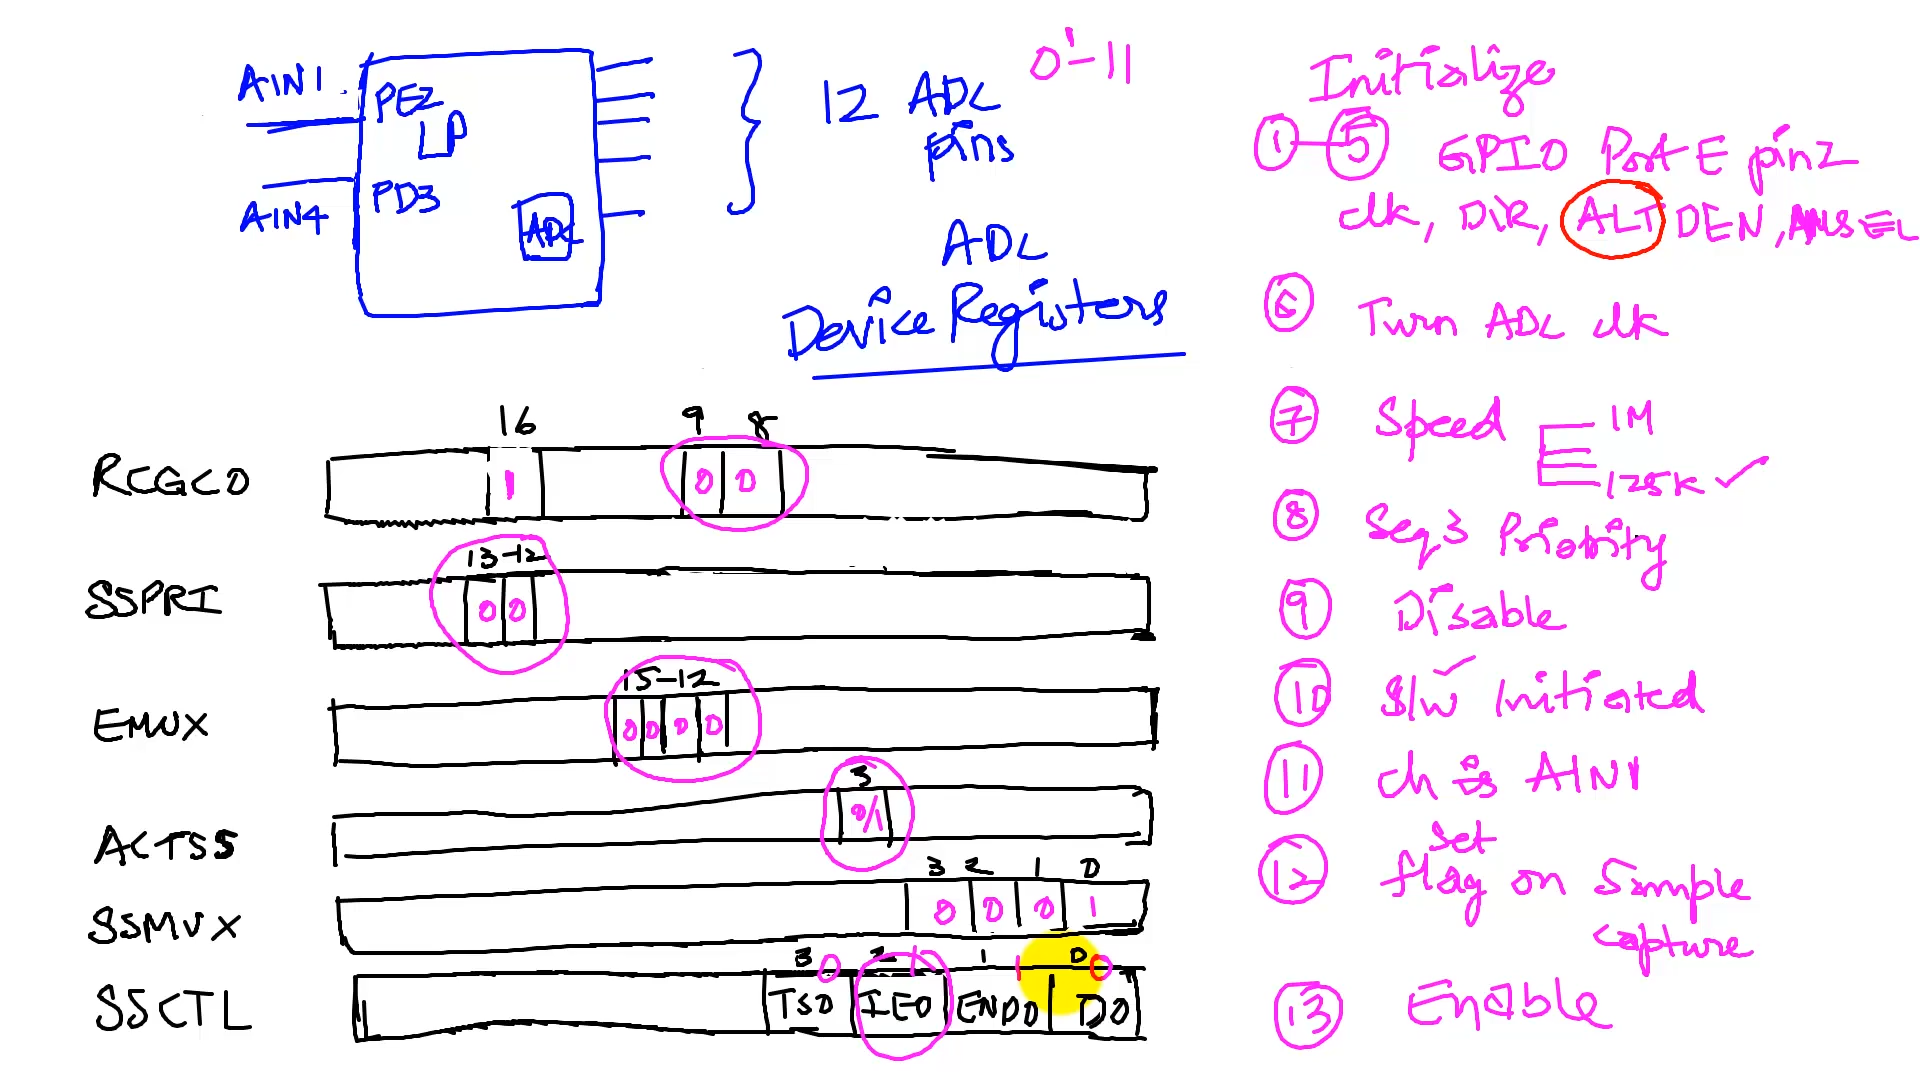 AIN1
PE2
LP
AIN4
PD3
ADC
12 ADC
pins
0-11
ADC
Device Registers
Initialize
1-5 GPIO Port E pin2
clk, DIR, ALT DEN, AMSEL
6 Turn ADC clk
7 Speed 1M
125K ✓
8 Seq3 Priority
9 Disable
10 S/W Initiated
11 ch is AIN1
12 Set
flag on Sample
capture
13 Enable
16 9 8
RCGC0 1 0 0
13-12
SSPRI 0 0
15-12
EMUX 0 0 0 0
3
ACTSS 0/1
3 2 1 0
SSMUX 0 0 0 1
3 0 2 1 1 1 0 0
SSCTL TS0 IE0 END0 D0